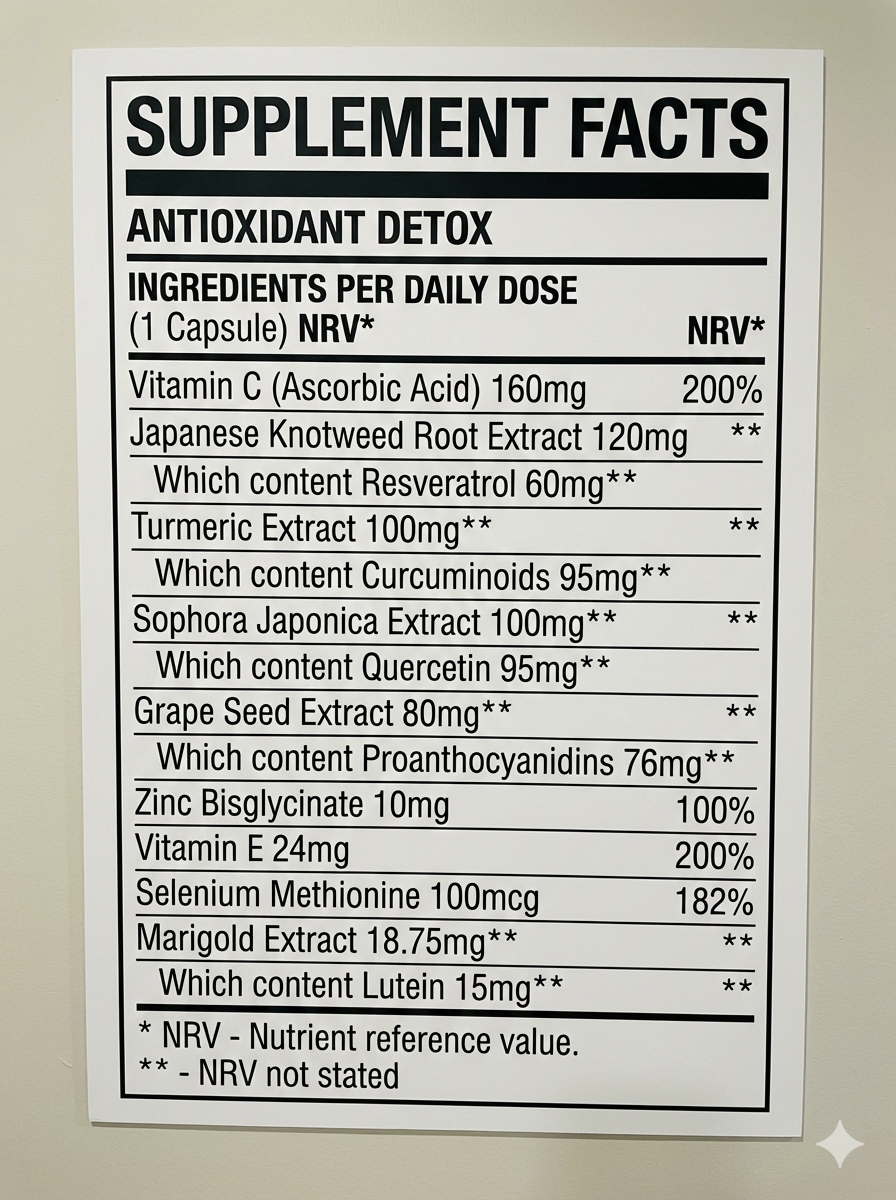 SUPPLEMENT FACTS
ANTIOXIDANT DETOX
INGREDIENTS PER DAILY DOSE
(1 Capsule) NRV* NRV*
Vitamin C (Ascorbic Acid) 160mg 200%
Japanese Knotweed Root Extract 120mg **
Which content Resveratrol 60mg**
Turmeric Extract 100mg** **
Which content Curcuminoids 95mg**
Sophora Japonica Extract 100mg** **
Which content Quercetin 95mg**
Grape Seed Extract 80mg** **
Which content Proanthocyanidins 76mg**
Zinc Bisglycinate 10mg 100%
Vitamin E 24mg 200%
Selenium Methionine 100mcg 182%
Marigold Extract 18.75mg** **
Which content Lutein 15mg** **
* NRV - Nutrient reference value.
** - NRV not stated